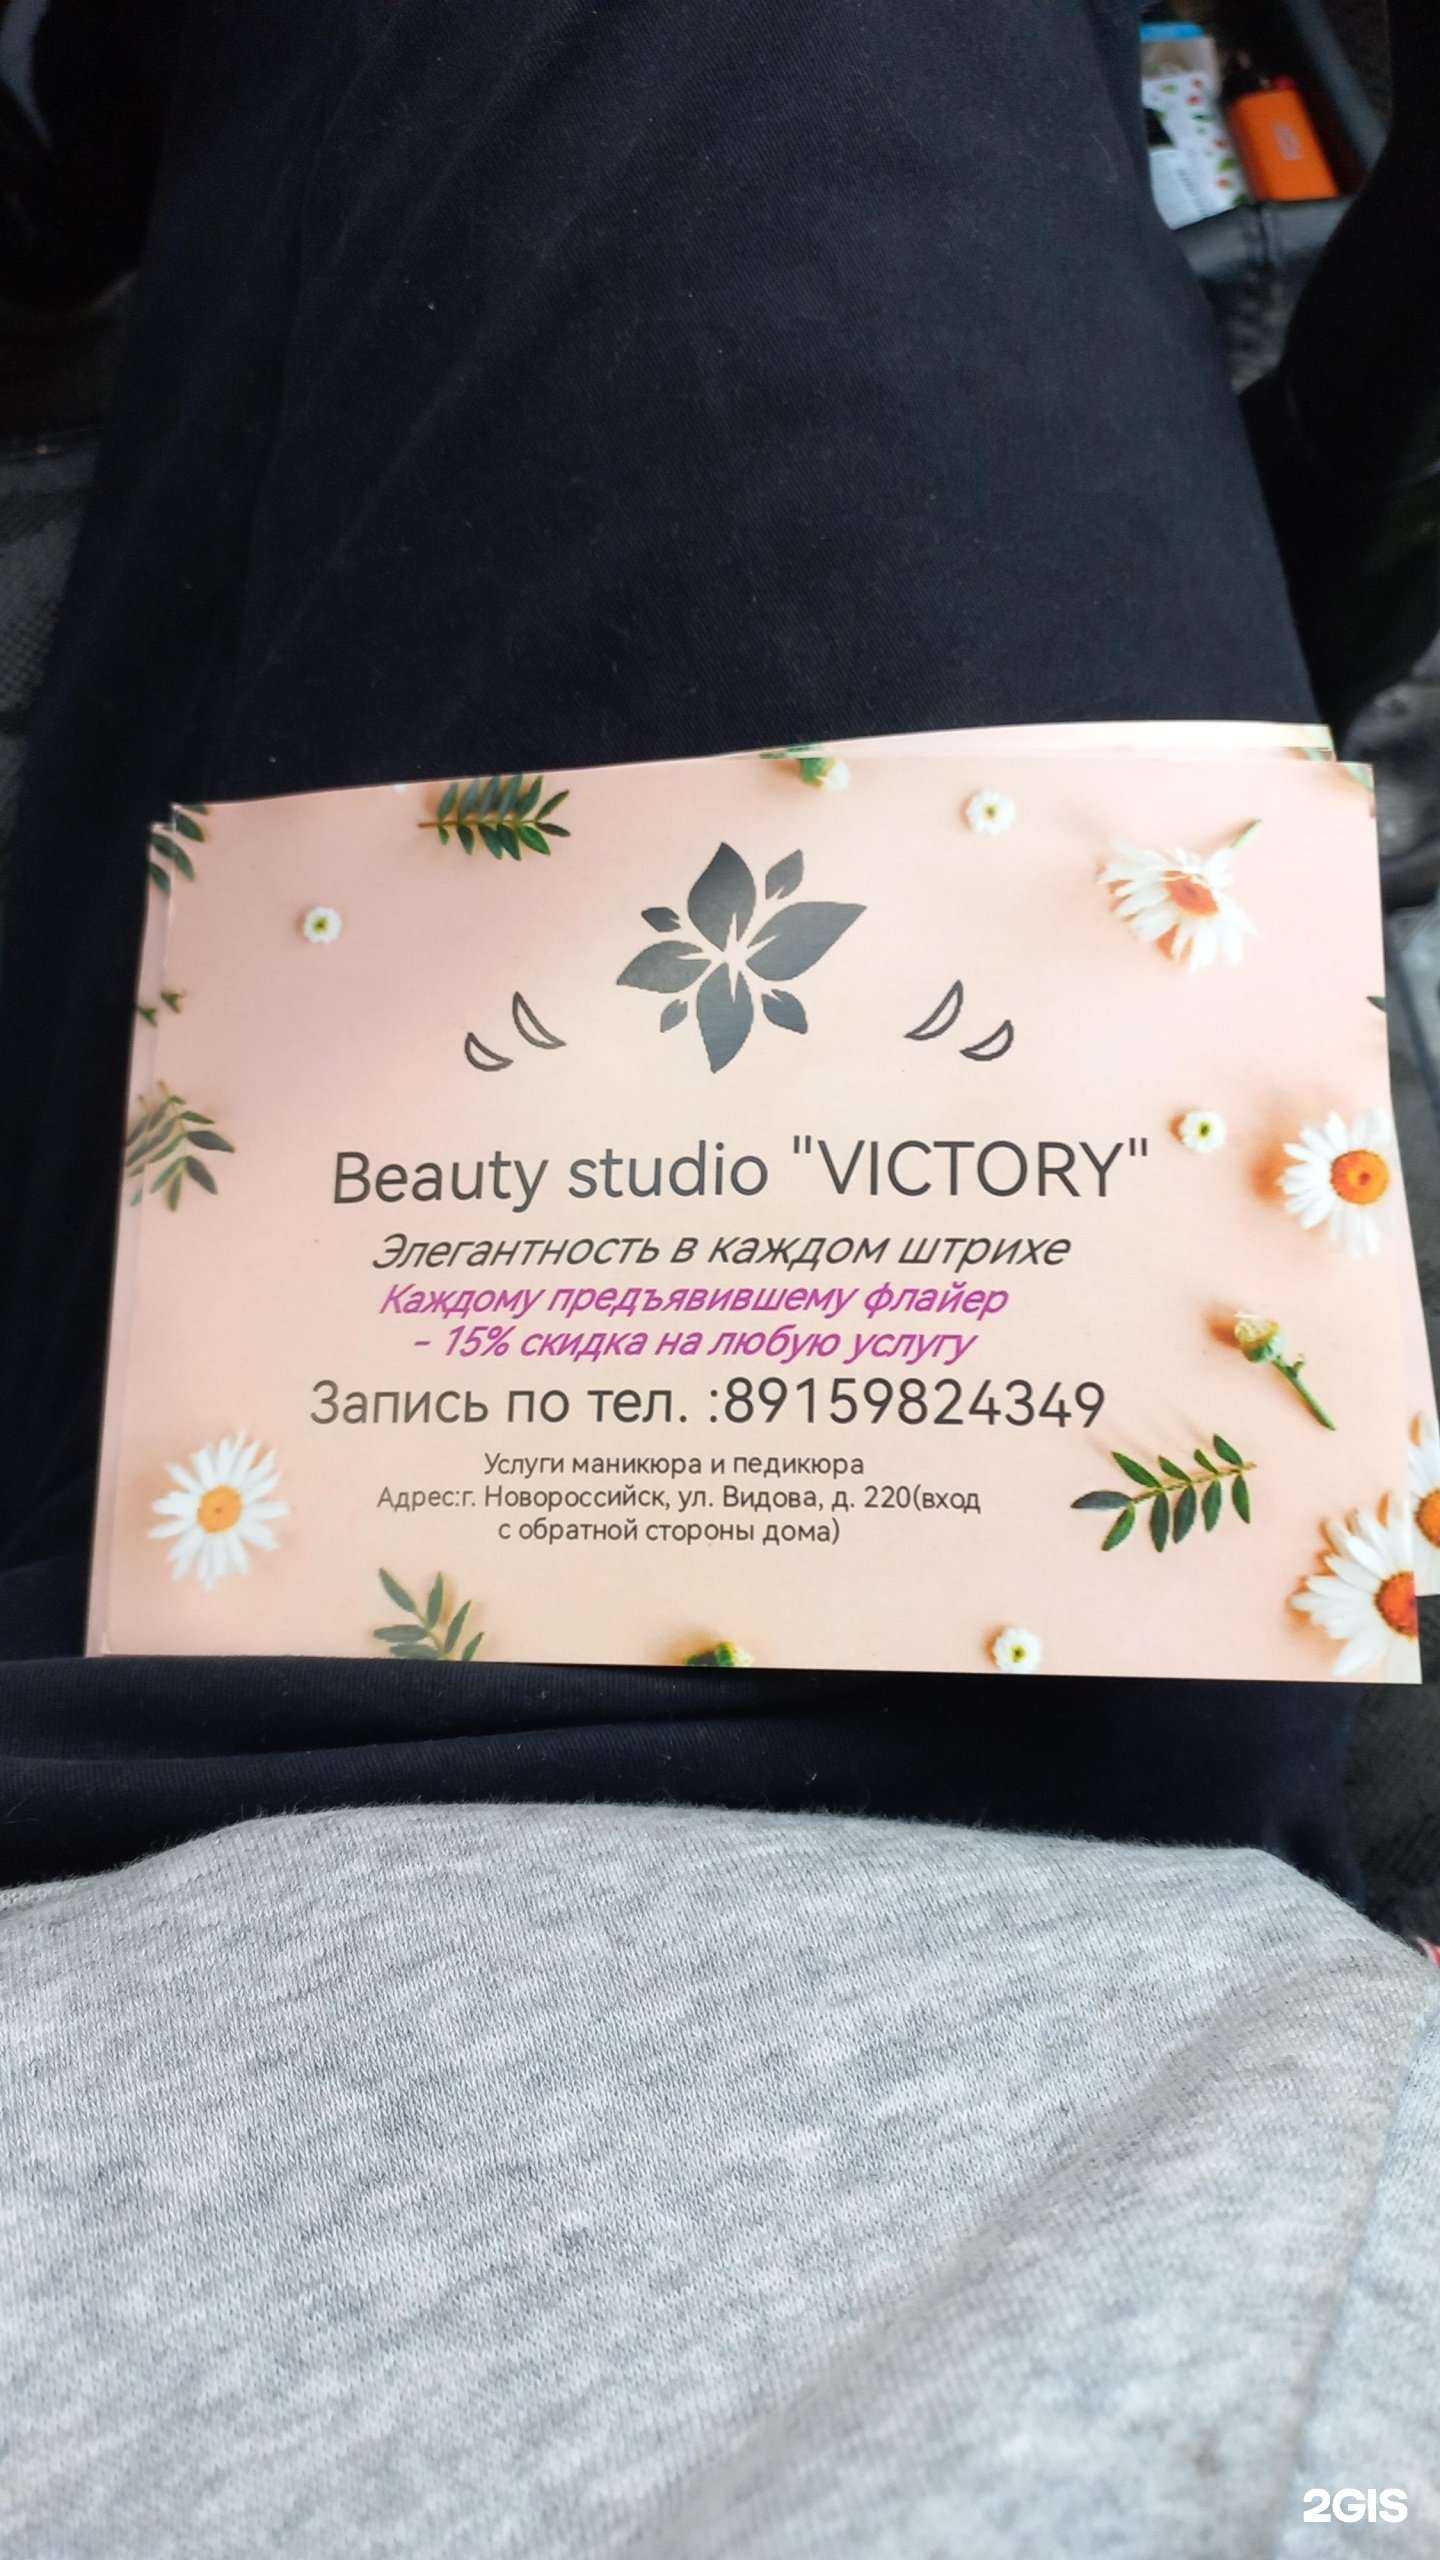 Beauty studio "VICTORY"
Элегантность в каждом штрихе
Каждому предъявившему флайер
- 15% скидка на любую услугу
Запись по тел. :89159824349
Услуги маникюра и педикюра
Адрес:г. Новороссийск, ул. Видова, д. 220(вход
с обратной стороны дома)
2GIS